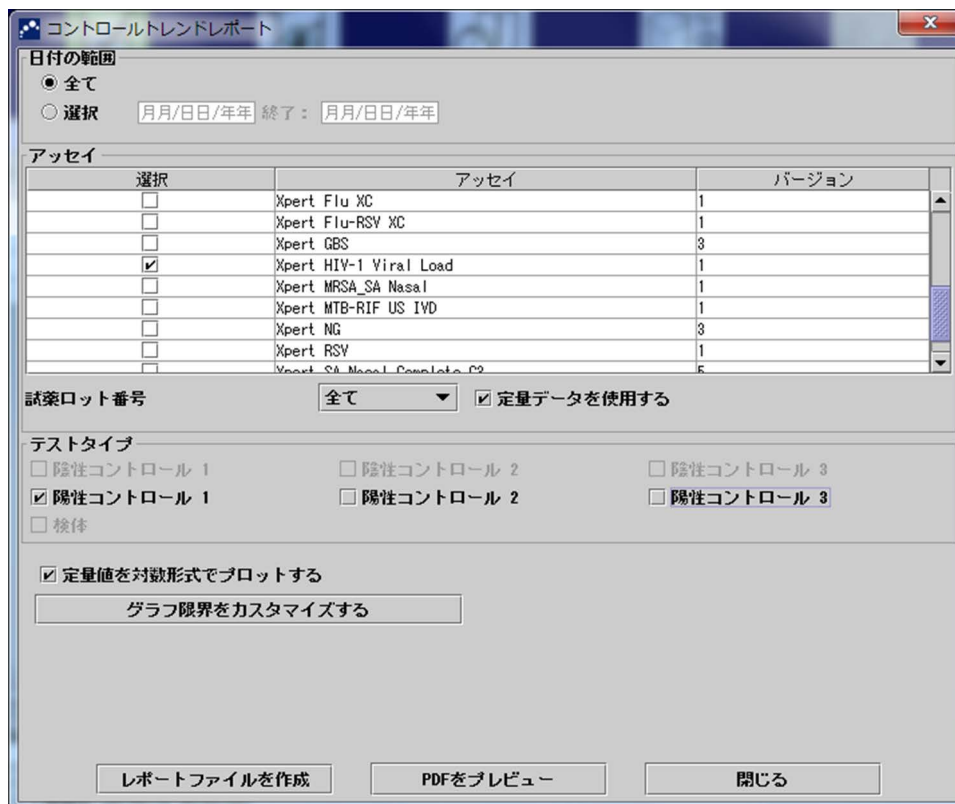 コントロールトレンドレポート
日付の範囲
全て
選択 月月/日日/年年 終了： 月月/日日/年年
アッセイ
選択 アッセイ バージョン
Xpert Flu XC 1
Xpert Flu-RSV XC 1
Xpert GBS 3
Xpert HIV-1 Viral Load 1
Xpert MRSA_SA Nasal 1
Xpert MTB-RIF US IVD 1
Xpert NG 3
Xpert RSV 1
Xpert SA Nasal Complete
試薬ロット番号 全て 定量データを使用する
テストタイプ
陰性コントロール 1 陰性コントロール 2 陰性コントロール 3
陽性コントロール 1 陽性コントロール 2 陽性コントロール 3
検体
定量値を対数形式でプロットする
グラフ限界をカスタマイズする
レポートファイルを作成 PDFをプレビュー 閉じる